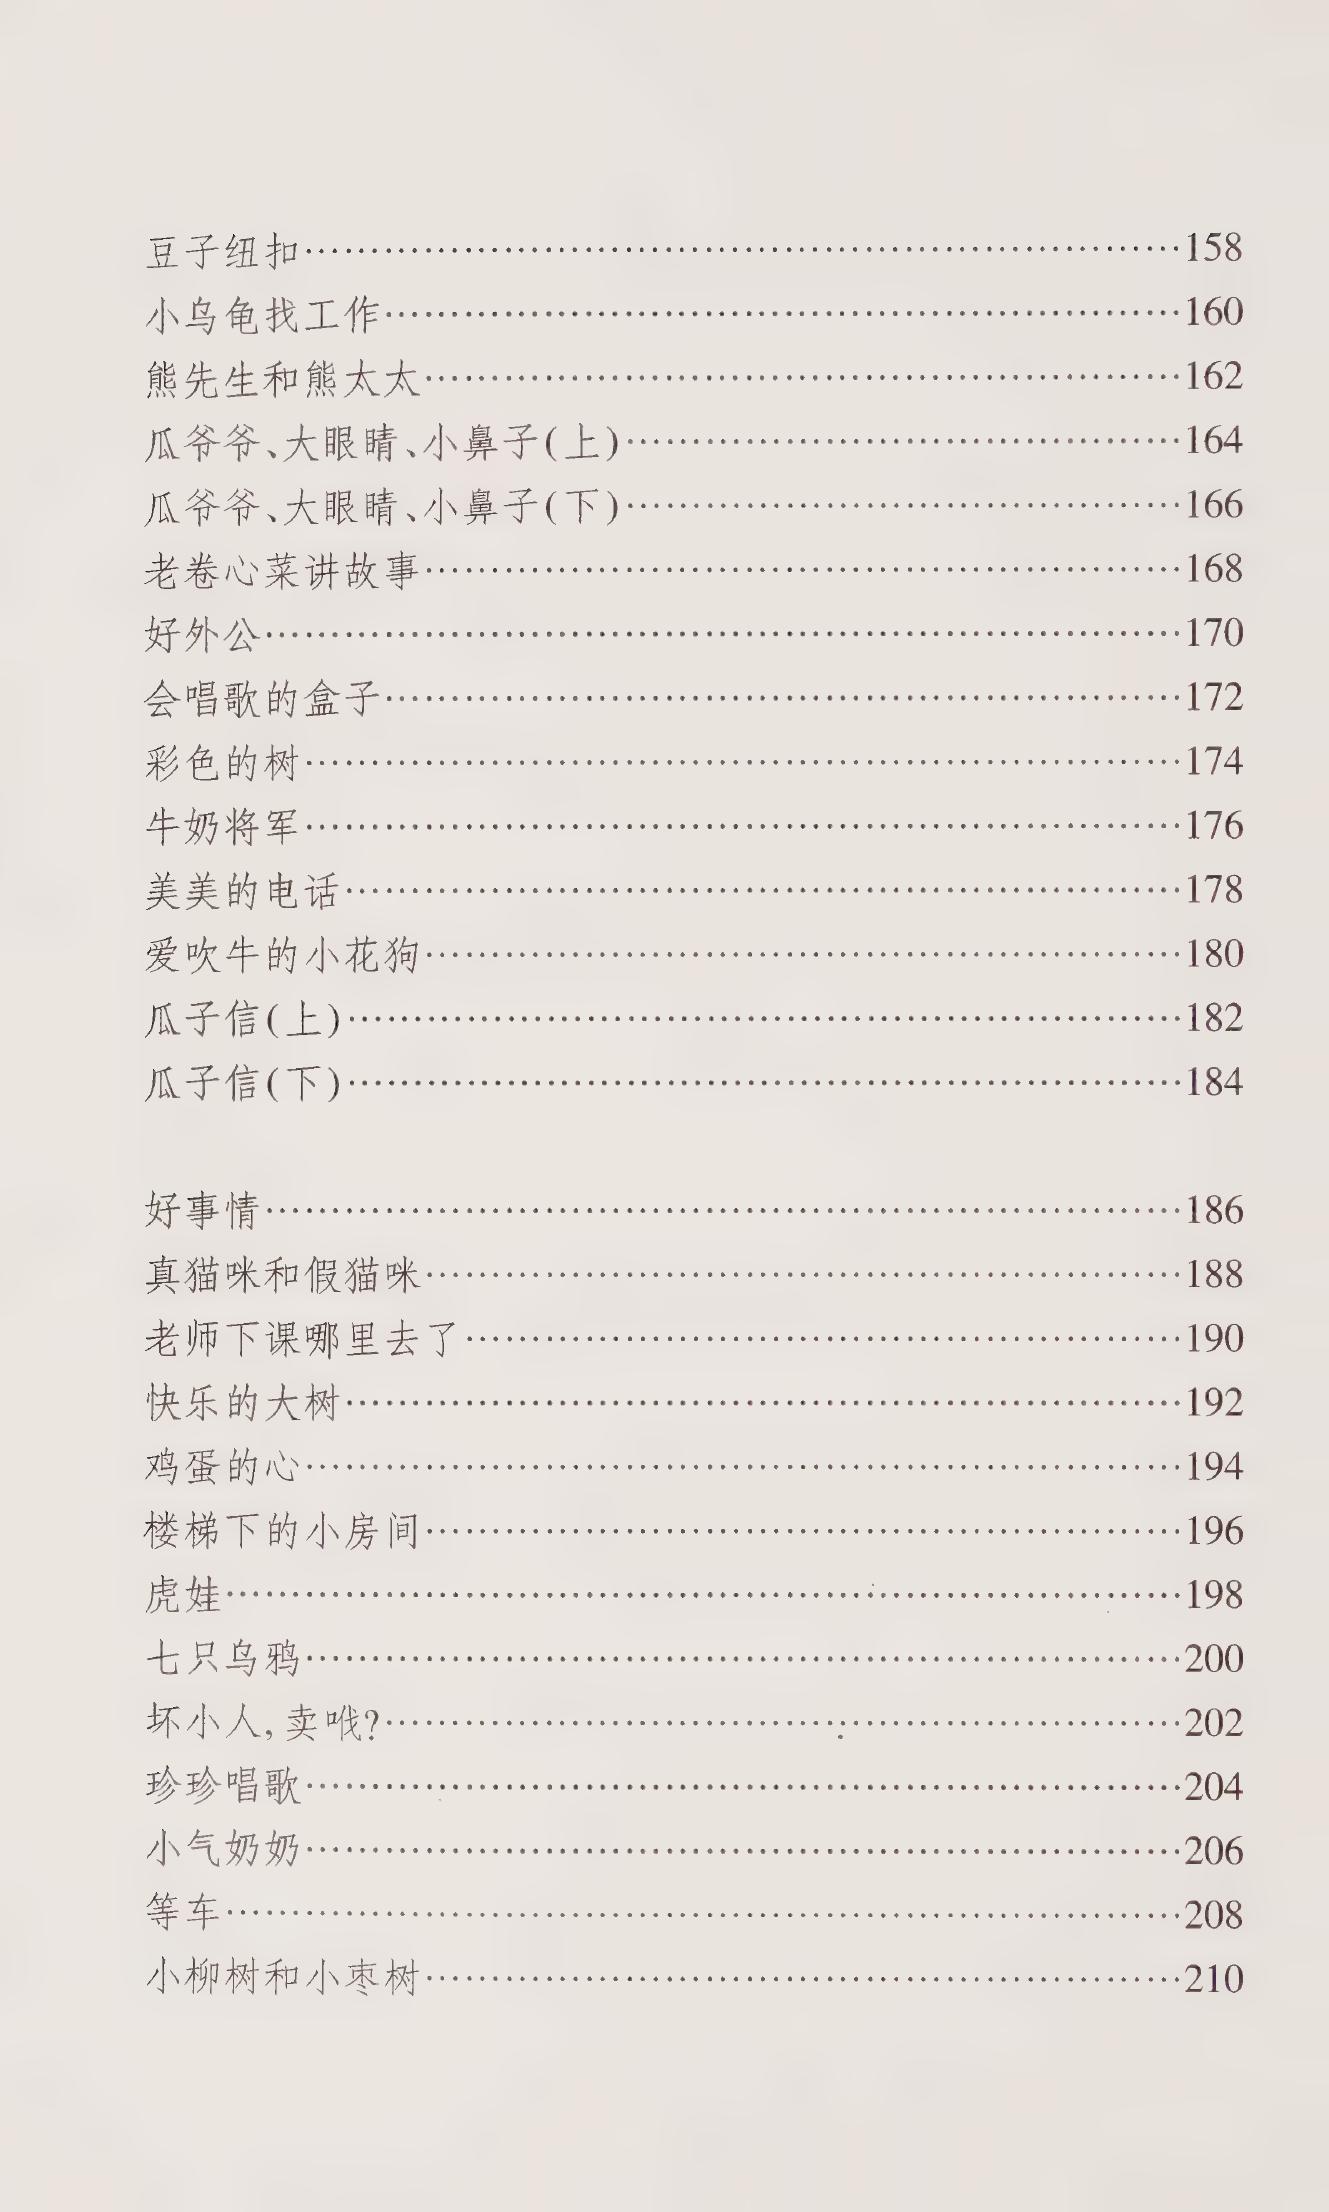 豆子纽扣……158
小乌龟找工作……160
熊先生和熊太太……162
瓜爷爷、大眼睛、小鼻子(上)……164
瓜爷爷、大眼睛、小鼻子(下)……166
老卷心菜讲故事……168
好外公……170
会唱歌的盒子……172
彩色的树……174
牛奶将军……176
美美的电话……178
爱吹牛的小花狗……180
瓜子信(上)……182
瓜子信(下)……184
好事情……186
真猫咪和假猫咪……188
老师下课哪里去了……190
快乐的大树……192
鸡蛋的心……194
楼梯下的小房间……196
虎娃……198
七只乌鸦……200
坏小人,卖哦?……202
珍珍唱歌……204
小气奶奶……206
等车……208
小柳树和小枣树……210